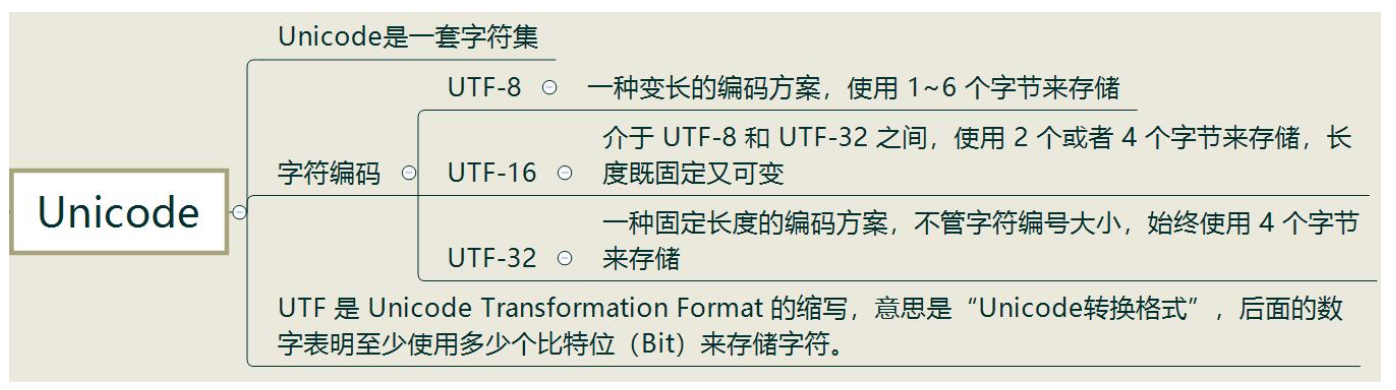 Unicode
Unicode是一套字符集
字符编码
UTF-8
一种变长的编码方案，使用 1~6 个字节来存储
UTF-16
介于 UTF-8 和 UTF-32 之间，使用 2 个或者 4 个字节来存储，长
度既固定又可变
UTF-32
一种固定长度的编码方案，不管字符编号大小，始终使用 4 个字节
来存储
UTF 是 Unicode Transformation Format 的缩写，意思是“Unicode转换格式”，后面的数
字表明至少使用多少个比特位（Bit）来存储字符。